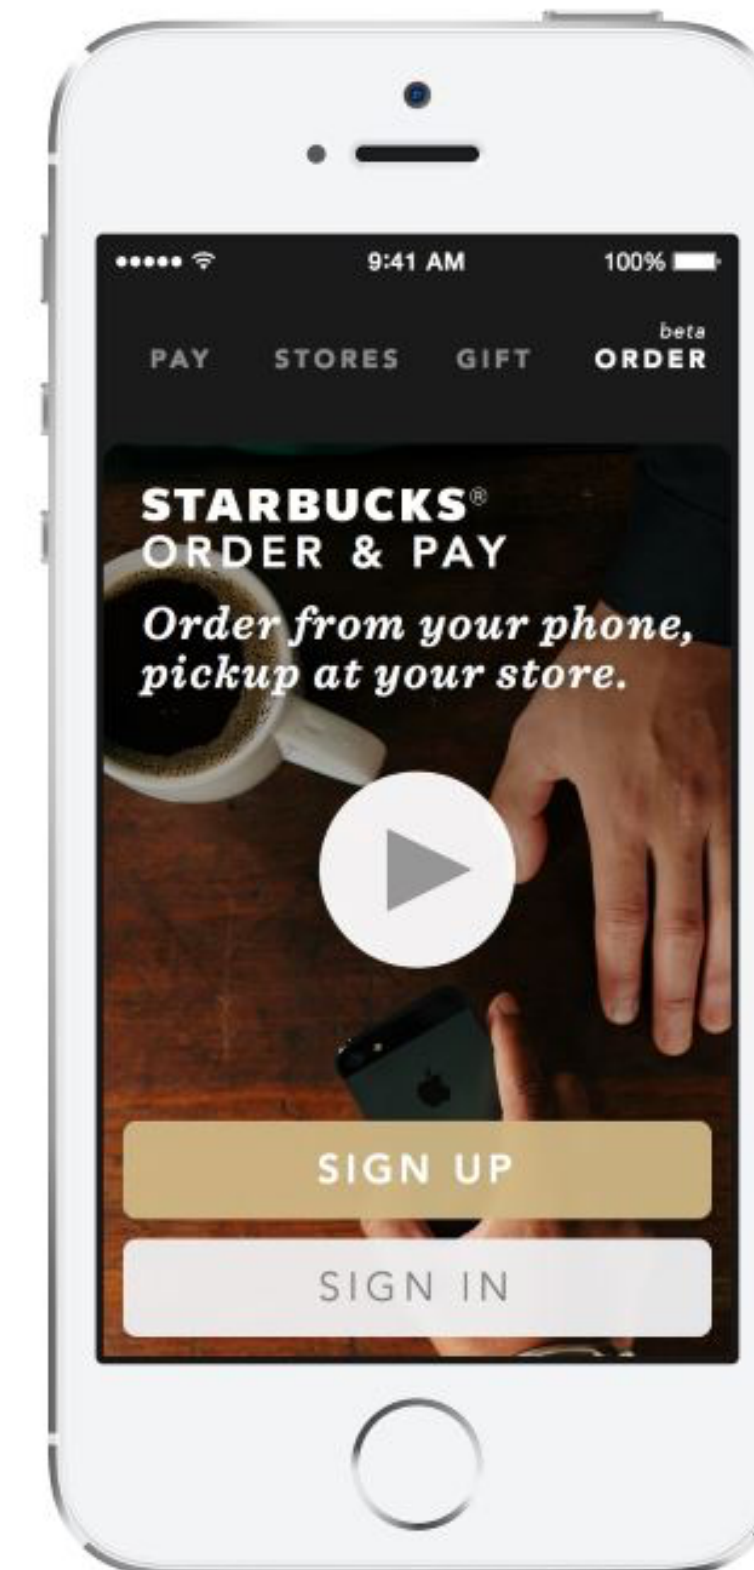 9:41 AM 100%
beta
PAY STORES GIFT ORDER
STARBUCKS®
ORDER & PAY
Order from your phone,
pickup at your store.
SIGN UP
SIGN IN